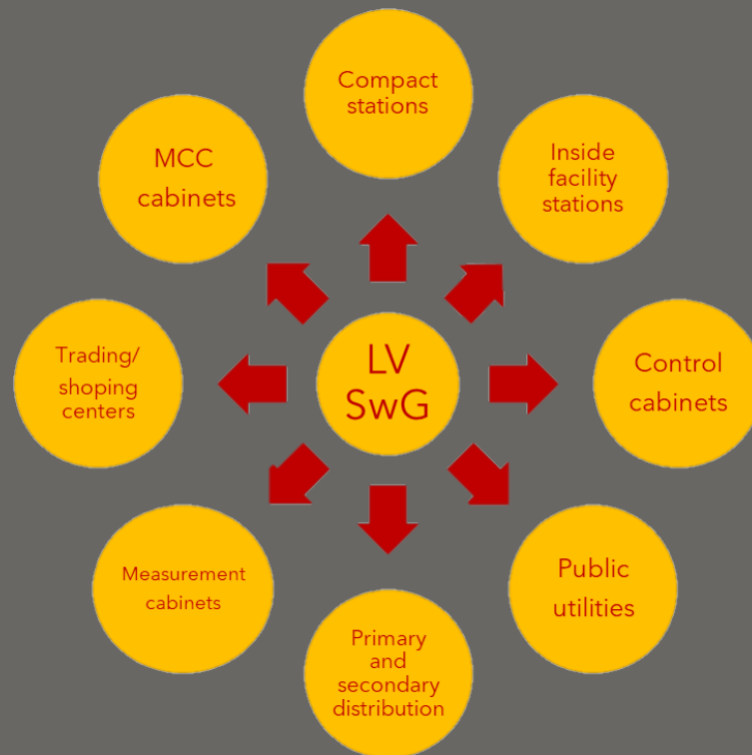 Compact
stations
MCC
cabinets
Inside
facility
stations
Trading/
shoping
centers
LV
SwG
Control
cabinets
Measurement
cabinets
Public
utilities
Primary
and
secondary
distribution